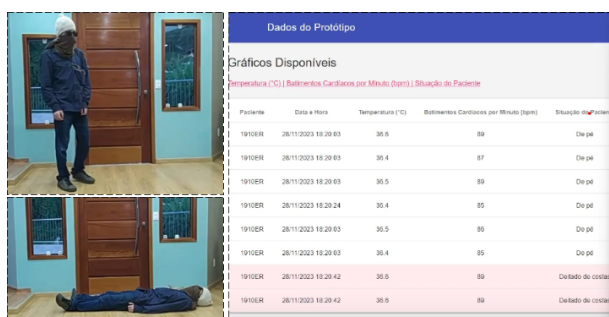 Dados do Protótipo
Gráficos Disponíveis
Temperatura (°C) | Batimentos Cardíacos por Minuto (bpm) | Situação do Paciente
Paciente Data e Hora Temperatura (°C) Batimentos Cardíacos por Minuto (bpm) Situação do Pacien
1910ER 28/11/2023 18:20:03 36.6 89 De pé
1910ER 28/11/2023 18:20:03 36.4 87 De pé
1910ER 28/11/2023 18:20:03 36.5 89 De pé
1910ER 28/11/2023 18:20:24 36.4 85 De pé
1910ER 28/11/2023 18:20:03 36.5 86 De pé
1910ER 28/11/2023 18:20:03 36.4 85 De pé
1910ER 28/11/2023 18:20:42 36.6 89 Deitado de costas
1910ER 28/11/2023 18:20:42 36.6 89 Deitado de costas